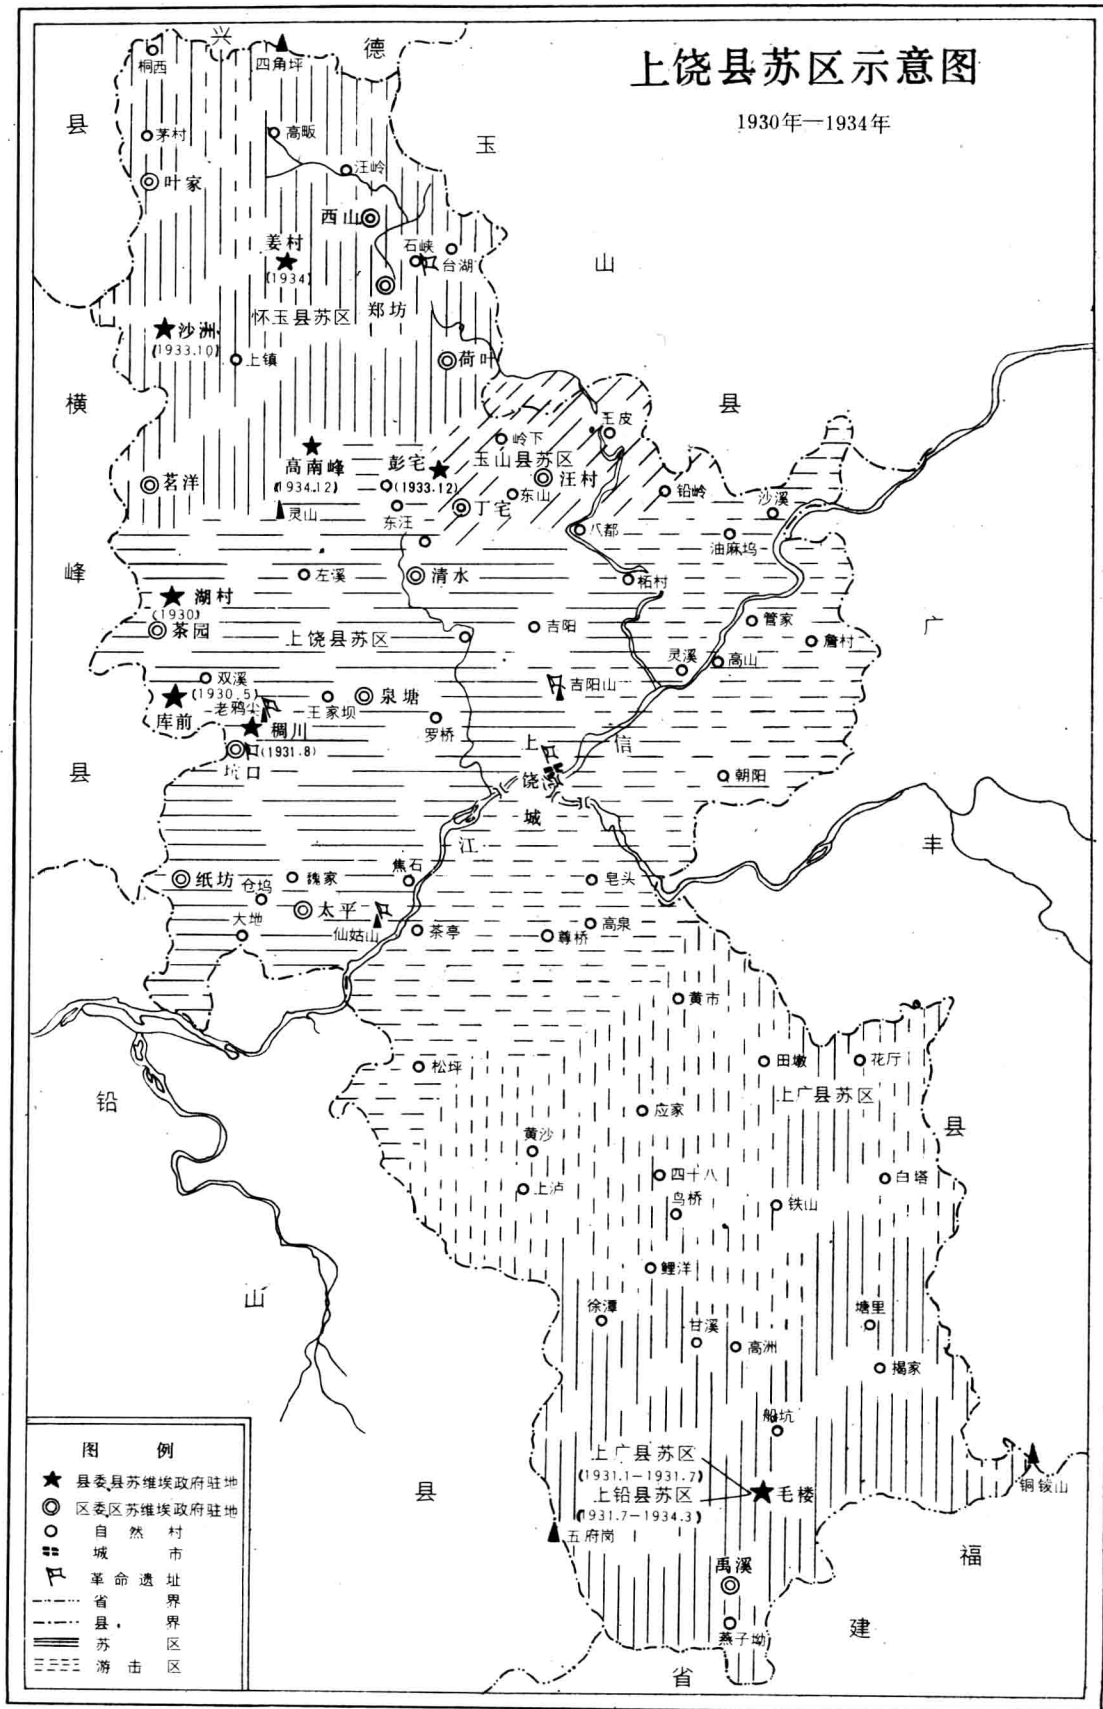 上饶县苏区示意图
1930年—1934年
兴
德
县
桐西
四角坪
玉
茅村
高畈
汪岭
叶家
西山
姜村
(1934)
石峡
台湖
山
郑坊
怀玉县苏区
沙洲
(1933.10)
上镇
荷叶
横
县
王皮
岭下
玉山县苏区
高南峰
(1934.12)
彭宅
(1933.12)
汪村
茗洋
东山
铅岭
沙溪
灵山
东汪
丁宅
八都
油麻坞
峰
左溪
清水
柘村
湖村
(1930)
茶园
上饶县苏区
吉阳
管家
广
詹村
灵溪
高山
双溪
(1930.5)
库前
老鸦尖
王家坝
泉塘
吉阳山
罗桥
稠川
(1931.8)
坑口
上
饶
城
信
江
县
朝阳
丰
纸坊
仓坞
魏家
焦石
皂头
太平
大地
仙姑山
茶亭
尊桥
高泉
黄市
松坪
田墩
花厅
上广县苏区
铅
应家
县
黄沙
上泸
四十八
鸟桥
铁山
白塔
鲤洋
山
徐潭
甘溪
高洲
塘里
揭家
船坑
上广县苏区
(1931.1—1931.7)
上铅县苏区
(1931.7—1934.3)
毛楼
铜钹山
县
五府岗
禹溪
福
建
省
燕子坳
图 例
县委县苏维埃政府驻地
区委区苏维埃政府驻地
自然村
城市
革命遗址
省界
县界
苏区
游击区